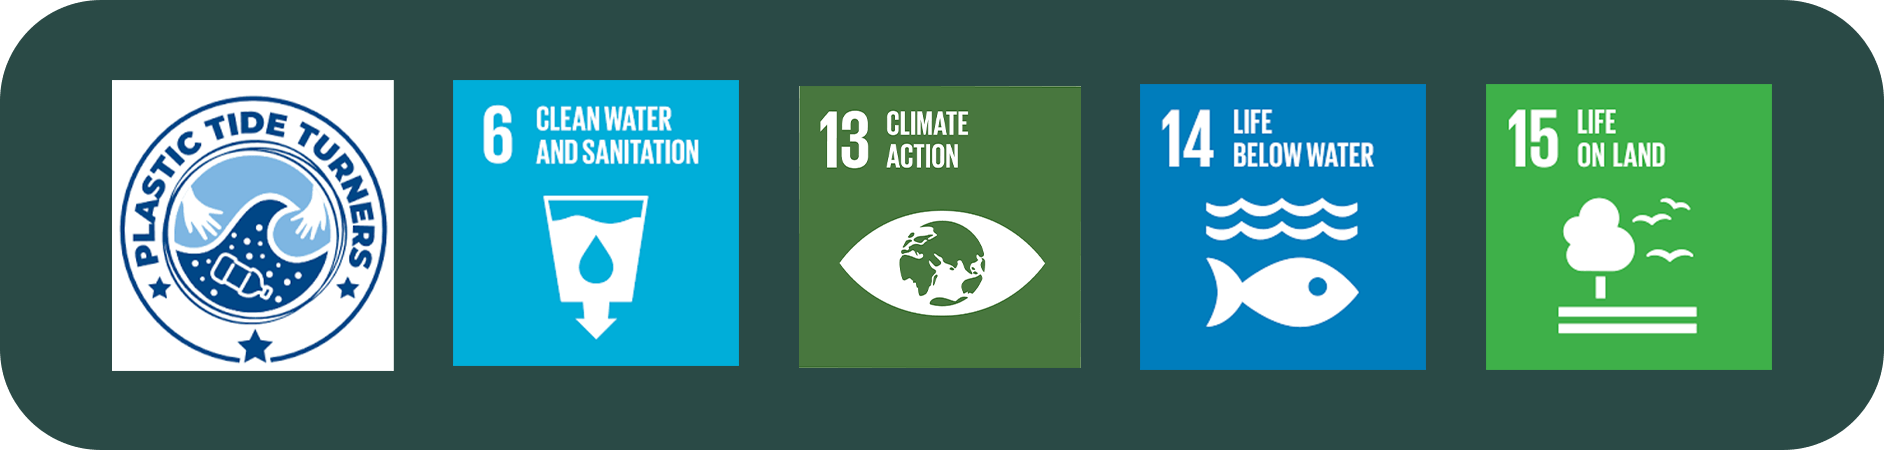 PLASTIC TIDE TURNERS
6 CLEAN WATER
AND SANITATION
13 CLIMATE
ACTION
14 LIFE
BELOW WATER
15 LIFE
ON LAND